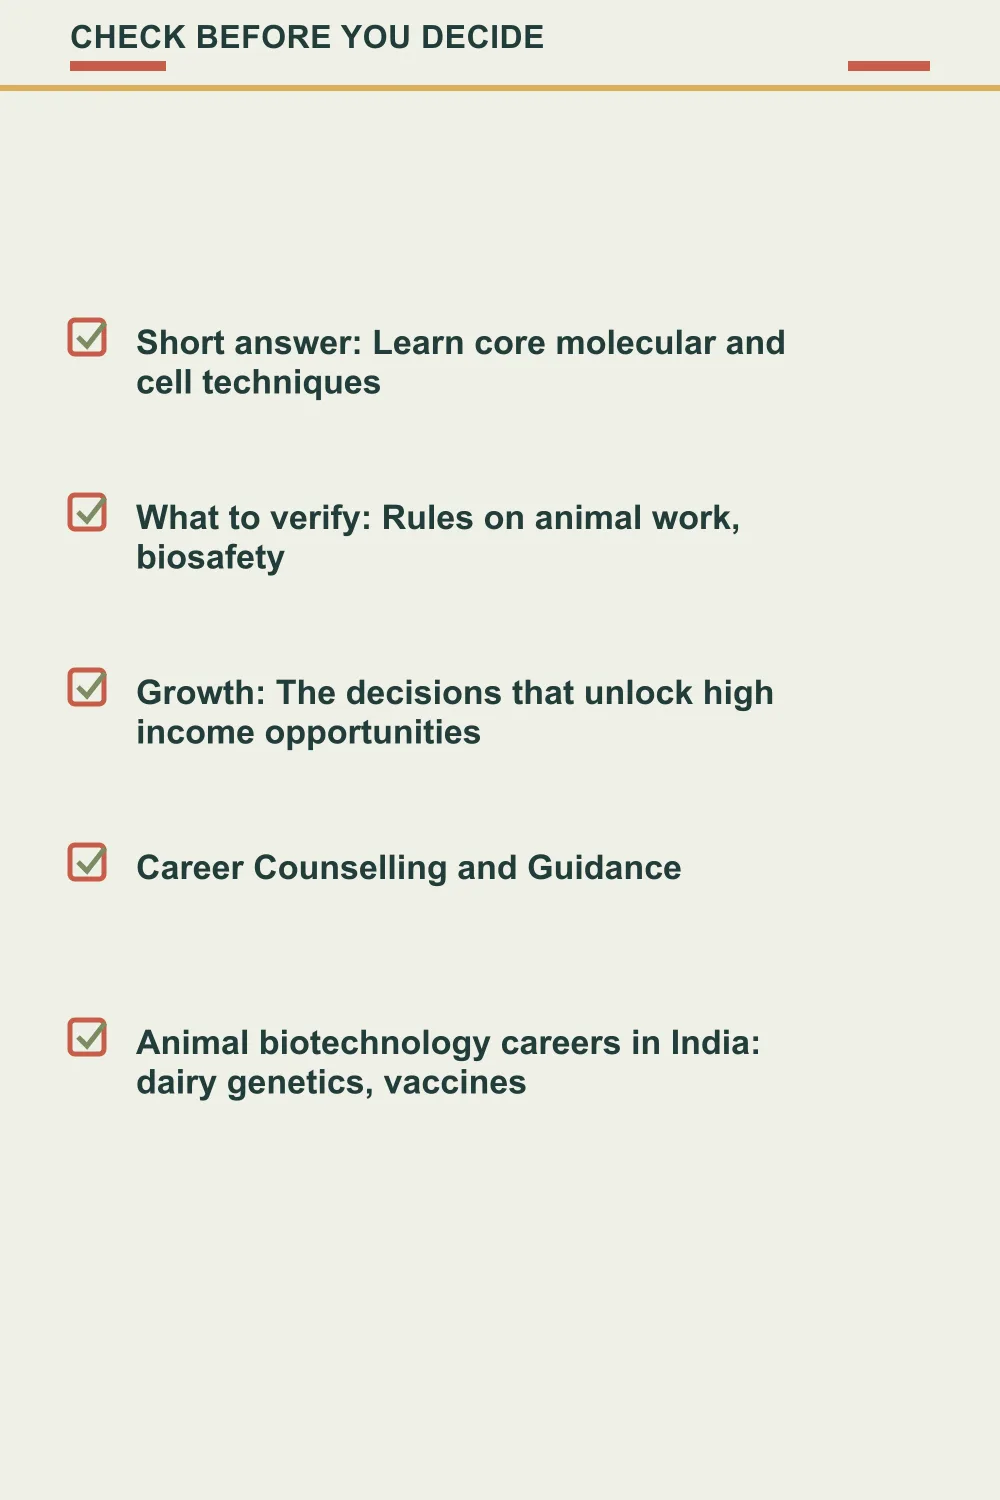 CHECK BEFORE YOU DECIDE
Short answer: Learn core molecular and
cell techniques
What to verify: Rules on animal work,
biosafety
Growth: The decisions that unlock high
income opportunities
Career Counselling and Guidance
Animal biotechnology careers in India:
dairy genetics, vaccines